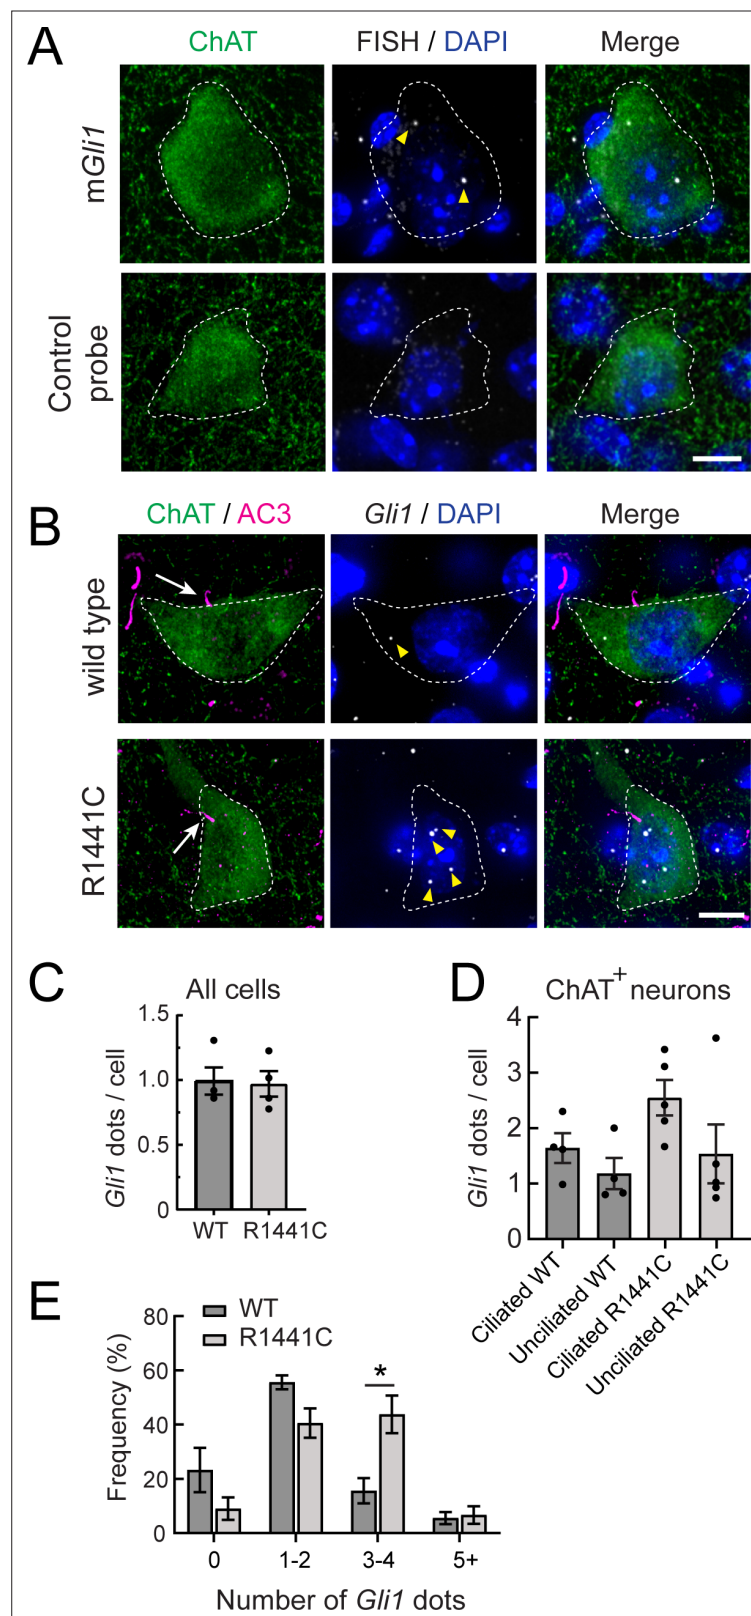 A
ChAT
FISH / DAPI
Merge
mGli1
Control
probe
B
ChAT / AC3
Gli1 / DAPI
Merge
wild type
R1441C
C
All cells
Gli1 dots / cell
1.5
1.0
0.5
0
WT
R1441C
D
ChAT+ neurons
Gli1 dots / cell
4
3
2
1
0
Ciliated WT
Unciliated WT
Ciliated R1441C
Unciliated R1441C
E
WT
R1441C
Frequency (%)
80
60
40
20
0
*
0
1-2
3-4
5+
Number of Gli1 dots